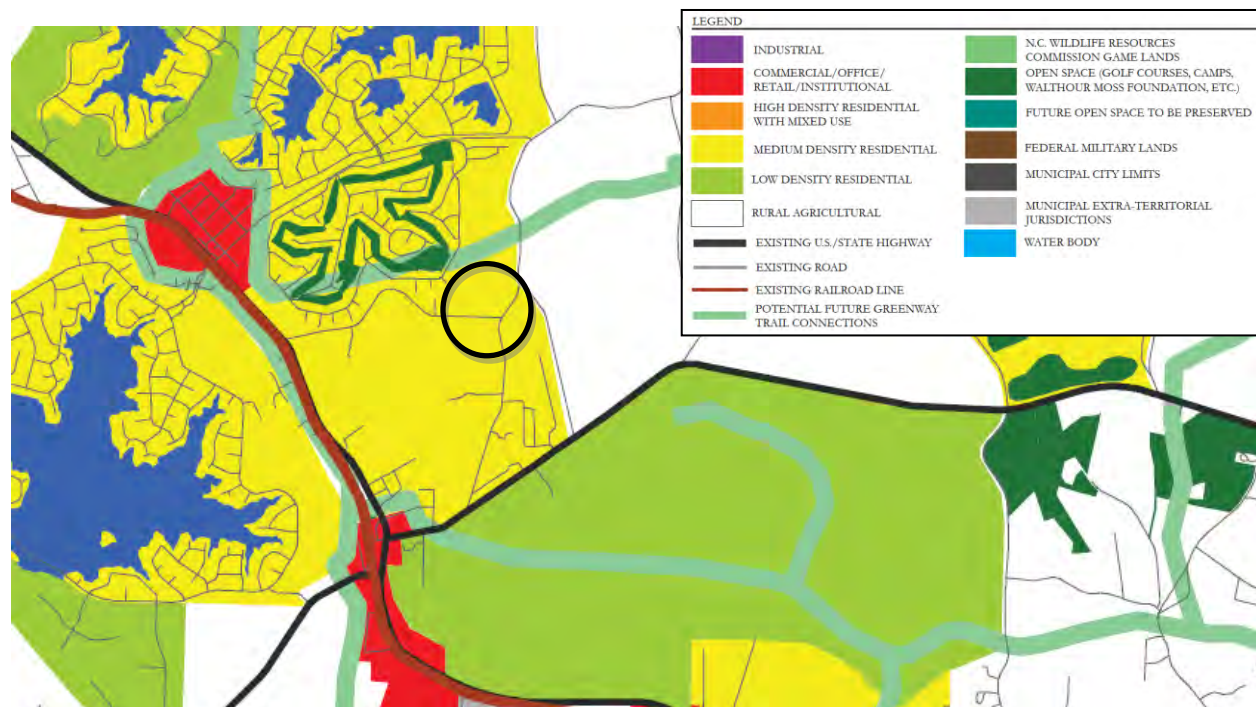 LEGEND
INDUSTRIAL
COMMERCIAL/OFFICE/
RETAIL/INSTITUTIONAL
HIGH DENSITY RESIDENTIAL
WITH MIXED USE
MEDIUM DENSITY RESIDENTIAL
LOW DENSITY RESIDENTIAL
RURAL AGRICULTURAL
EXISTING U.S./STATE HIGHWAY
EXISTING ROAD
EXISTING RAILROAD LINE
POTENTIAL FUTURE GREENWAY
TRAIL CONNECTIONS
N.C. WILDLIFE RESOURCES
COMMISSION GAME LANDS
OPEN SPACE (GOLF COURSES, CAMPS,
WALTHOUR MOSS FOUNDATION, ETC.)
FUTURE OPEN SPACE TO BE PRESERVED
FEDERAL MILITARY LANDS
MUNICIPAL CITY LIMITS
MUNICIPAL EXTRA-TERRITORIAL
JURISDICTIONS
WATER BODY